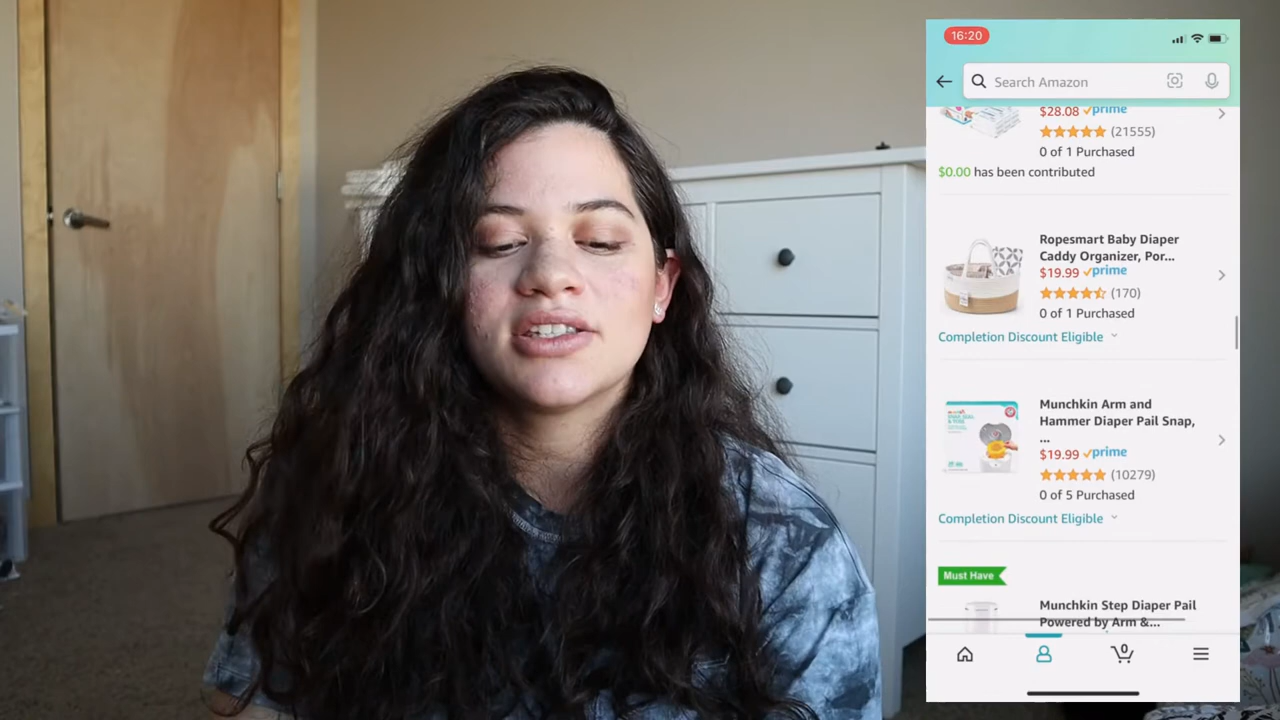 16:20
Search Amazon
$28.08 prime
(21555)
0 of 1 Purchased
$0.00 has been contributed
Ropesmart Baby Diaper
Caddy Organizer, Por...
$19.99 prime
(170)
0 of 1 Purchased
Completion Discount Eligible
Munchkin Arm and
Hammer Diaper Pail Snap,
...
$19.99 prime
(10279)
0 of 5 Purchased
Completion Discount Eligible
Must Have
Munchkin Step Diaper Pail
Powered by Arm &...
0